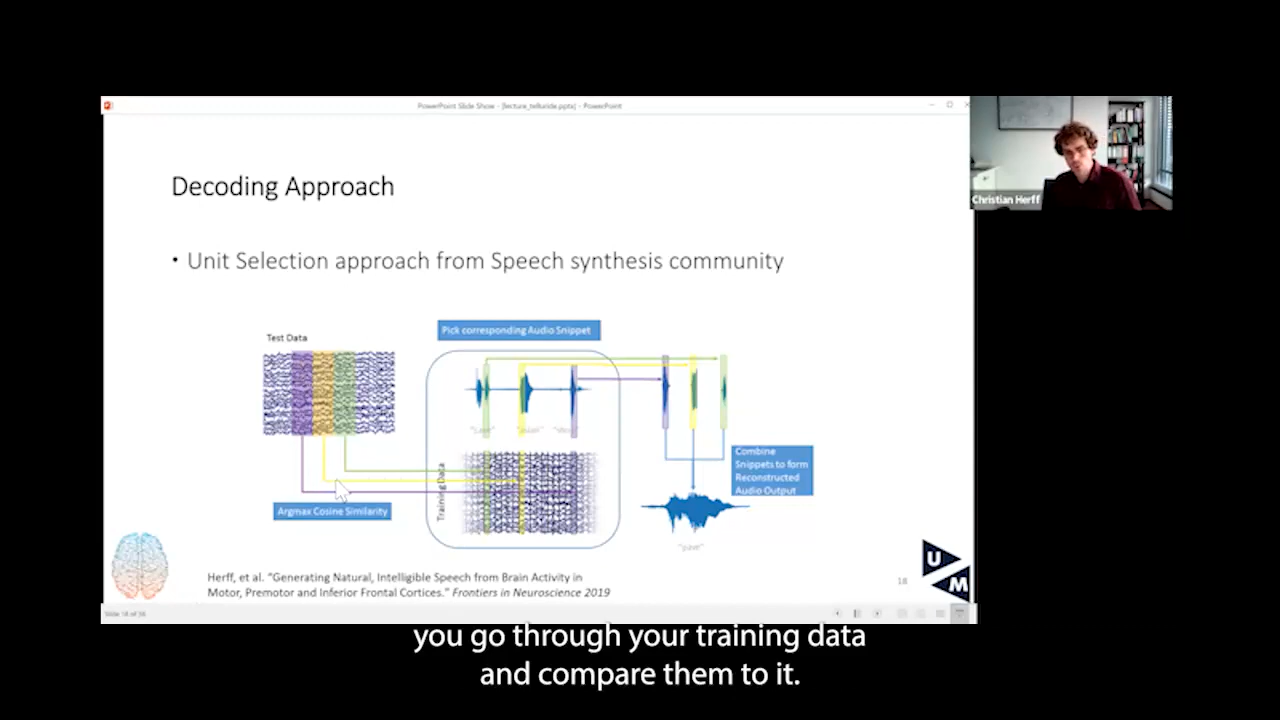 PowerPoint Slide Show - [lecture_telluride.pptx] - PowerPoint
Christian Herff
Decoding Approach
• Unit Selection approach from Speech synthesis community
Pick corresponding Audio Snippet
Test Data
"pave"
Training Data
Combine
Snippets to form
Reconstructed
Audio Output
Argmax Cosine Similarity
Herff, et al. "Generating Natural, Intelligible Speech from Brain Activity in
Motor, Premotor and Inferior Frontal Cortices." Frontiers in Neuroscience 2019
18
U
M
you go through your training data
and compare them to it.